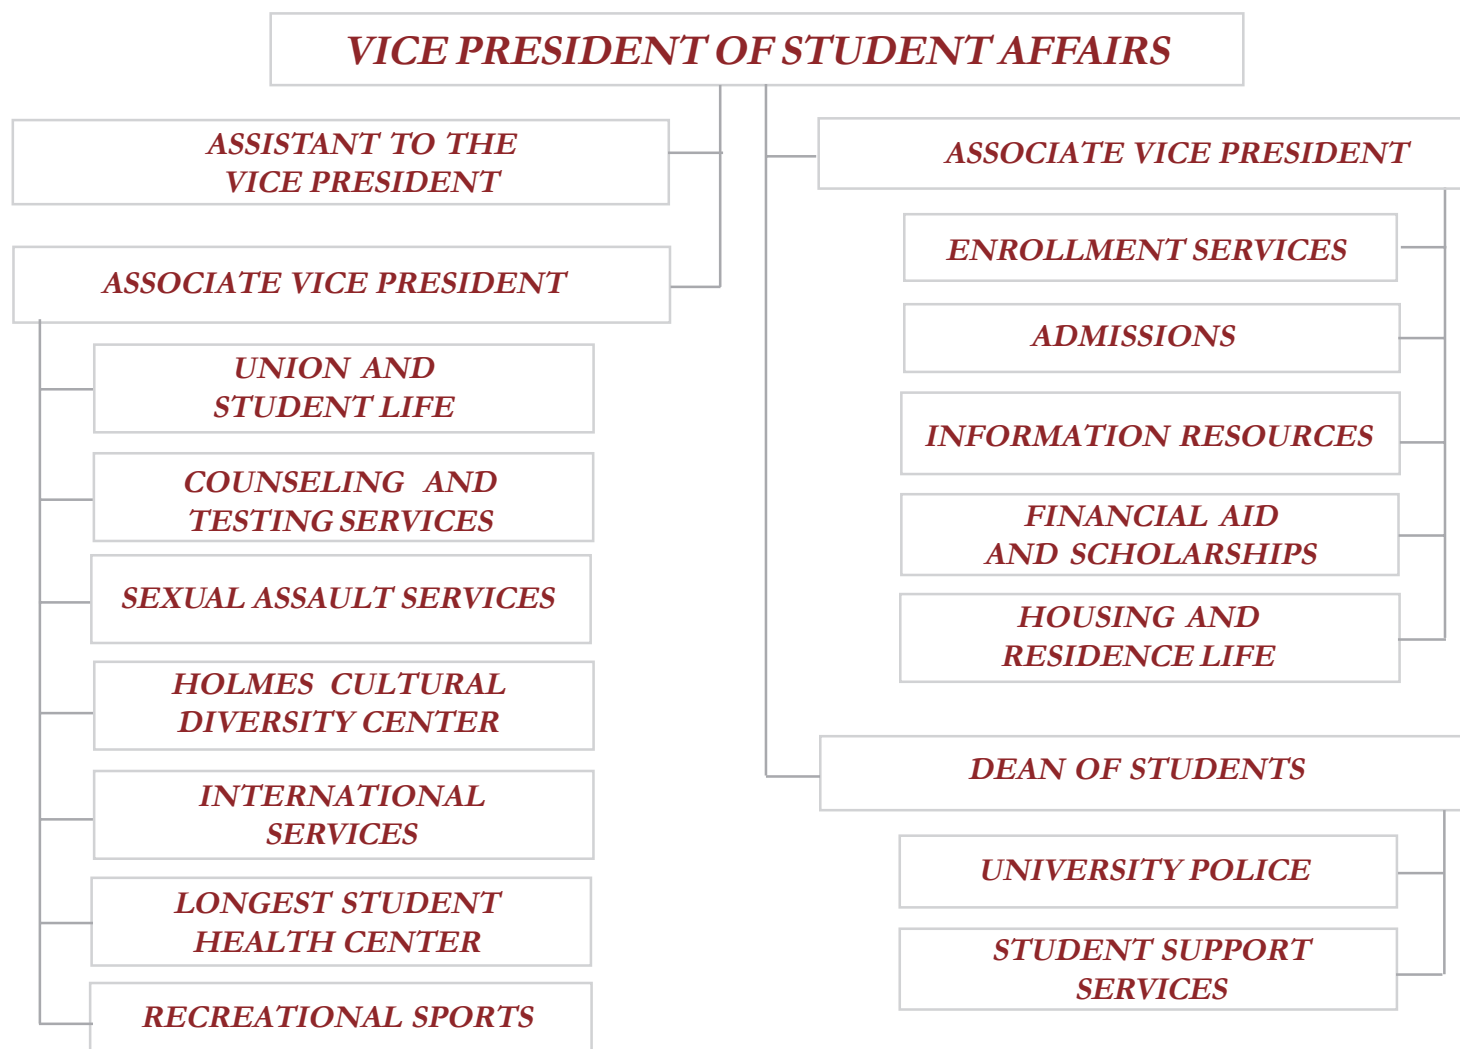 VICE PRESIDENT OF STUDENT AFFAIRS
ASSISTANT TO THE
VICE PRESIDENT
ASSOCIATE VICE PRESIDENT
UNION AND
STUDENT LIFE
COUNSELING AND
TESTING SERVICES
SEXUAL ASSAULT SERVICES
HOLMES CULTURAL
DIVERSITY CENTER
INTERNATIONAL
SERVICES
LONGEST STUDENT
HEALTH CENTER
RECREATIONAL SPORTS
ASSOCIATE VICE PRESIDENT
ENROLLMENT SERVICES
ADMISSIONS
INFORMATION RESOURCES
FINANCIAL AID
AND SCHOLARSHIPS
HOUSING AND
RESIDENCE LIFE
DEAN OF STUDENTS
UNIVERSITY POLICE
STUDENT SUPPORT
SERVICES